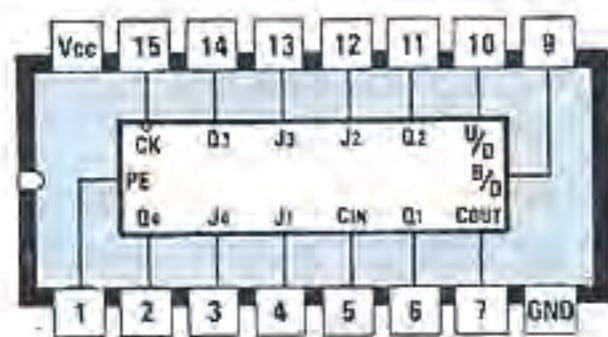 Vcc 15 14 13 12 11 10 9
CK Q3 J3 J2 Q2 U/D
PE B/D
Q4 J4 J1 CIN Q1 COUT
1 2 3 4 5 6 7 GND